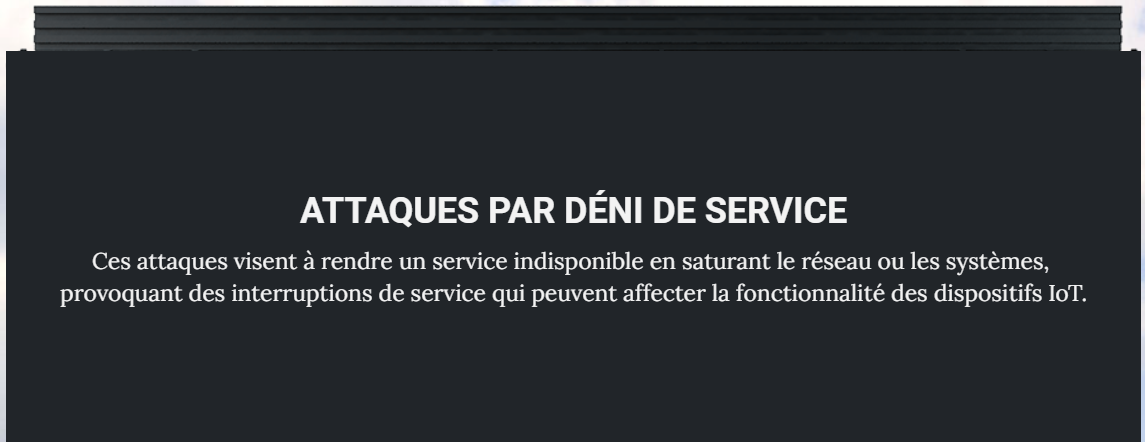 ATTAQUES PAR DÉNI DE SERVICE
Ces attaques visent à rendre un service indisponible en saturant le réseau ou les systèmes,
provoquant des interruptions de service qui peuvent affecter la fonctionnalité des dispositifs IoT.